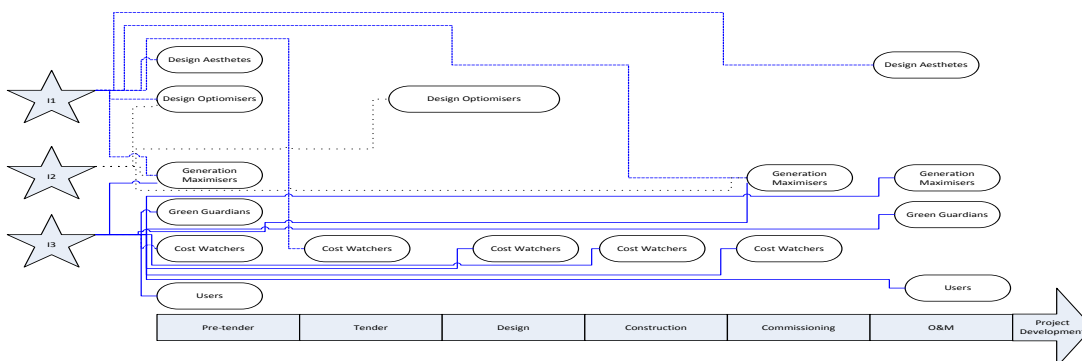 Design Aesthetes
Design Aesthetes
I1
Design Optiomisers
Design Optiomisers
I2
Generation
Maximisers
Generation
Maximisers
Generation
Maximisers
Green Guardians
Green Guardians
I3
Cost Watchers
Cost Watchers
Cost Watchers
Cost Watchers
Cost Watchers
Users
Users
Pre-tender
Tender
Design
Construction
Commissioning
O&M
Project
Development